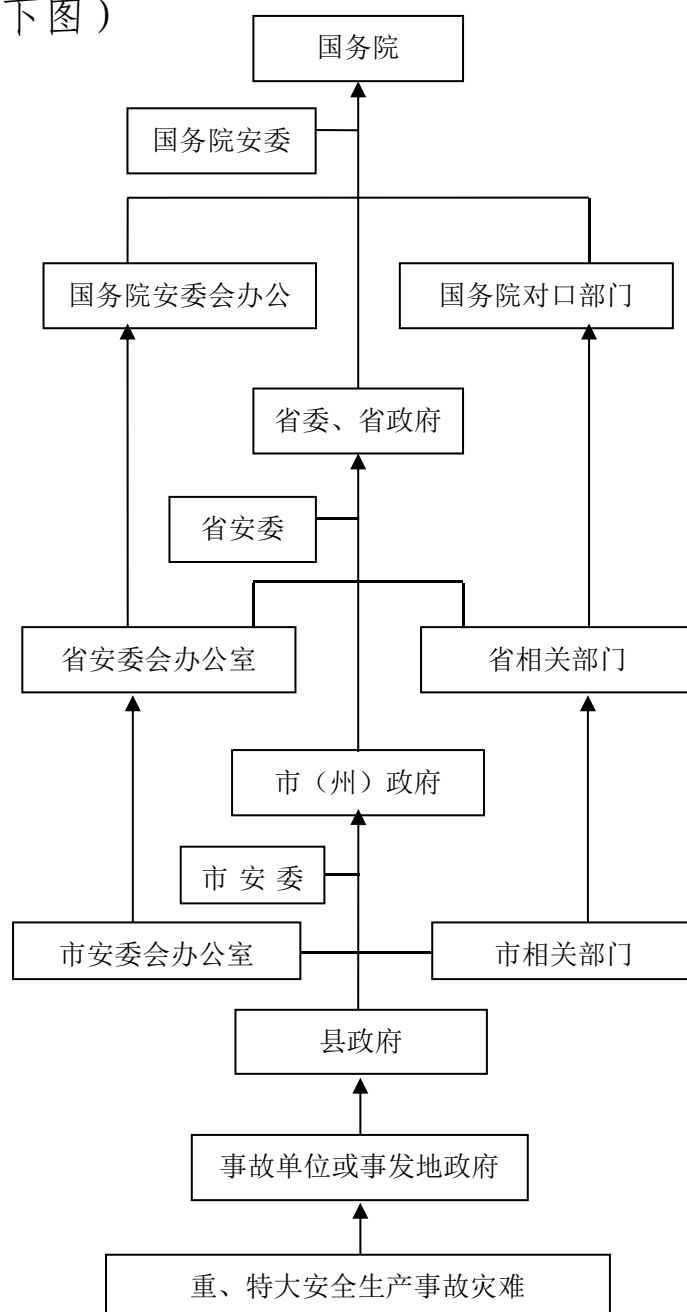 下图）
国务院
国务院安委
国务院安委会办公
国务院对口部门
省委、省政府
省安委
省安委会办公室
省相关部门
市（州）政府
市 安 委
市安委会办公室
市相关部门
县政府
事故单位或事发地政府
重、特大安全生产事故灾难